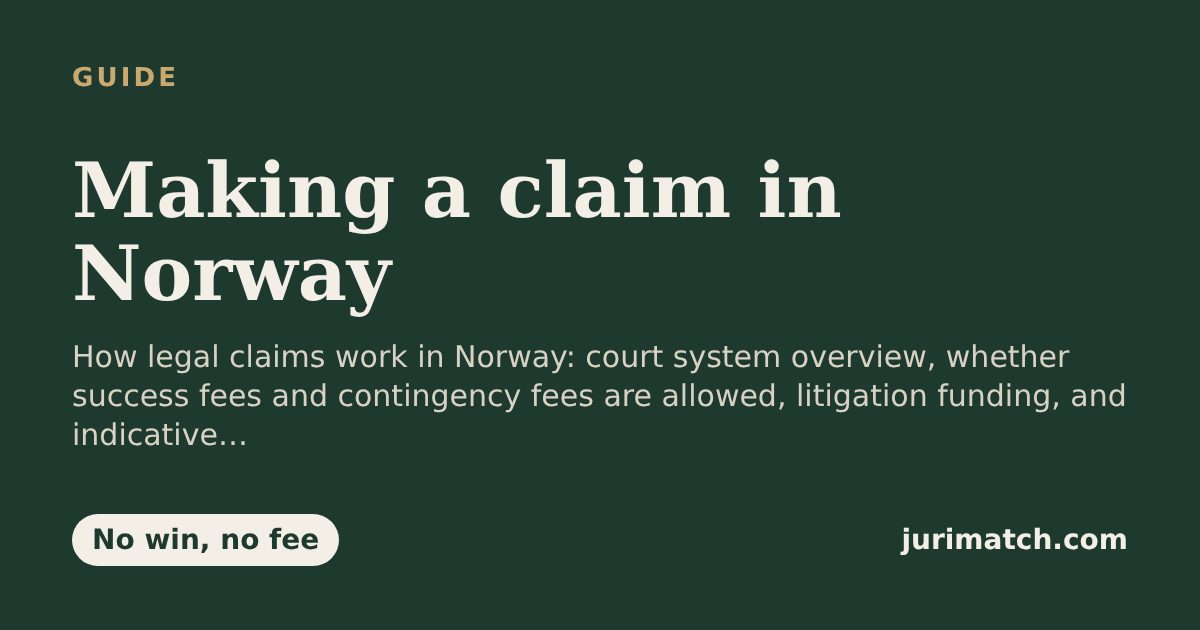 GUIDE
Making a claim in
Norway
How legal claims work in Norway: court system overview, whether
success fees and contingency fees are allowed, litigation funding, and
indicative…
No win, no fee
jurimatch.com